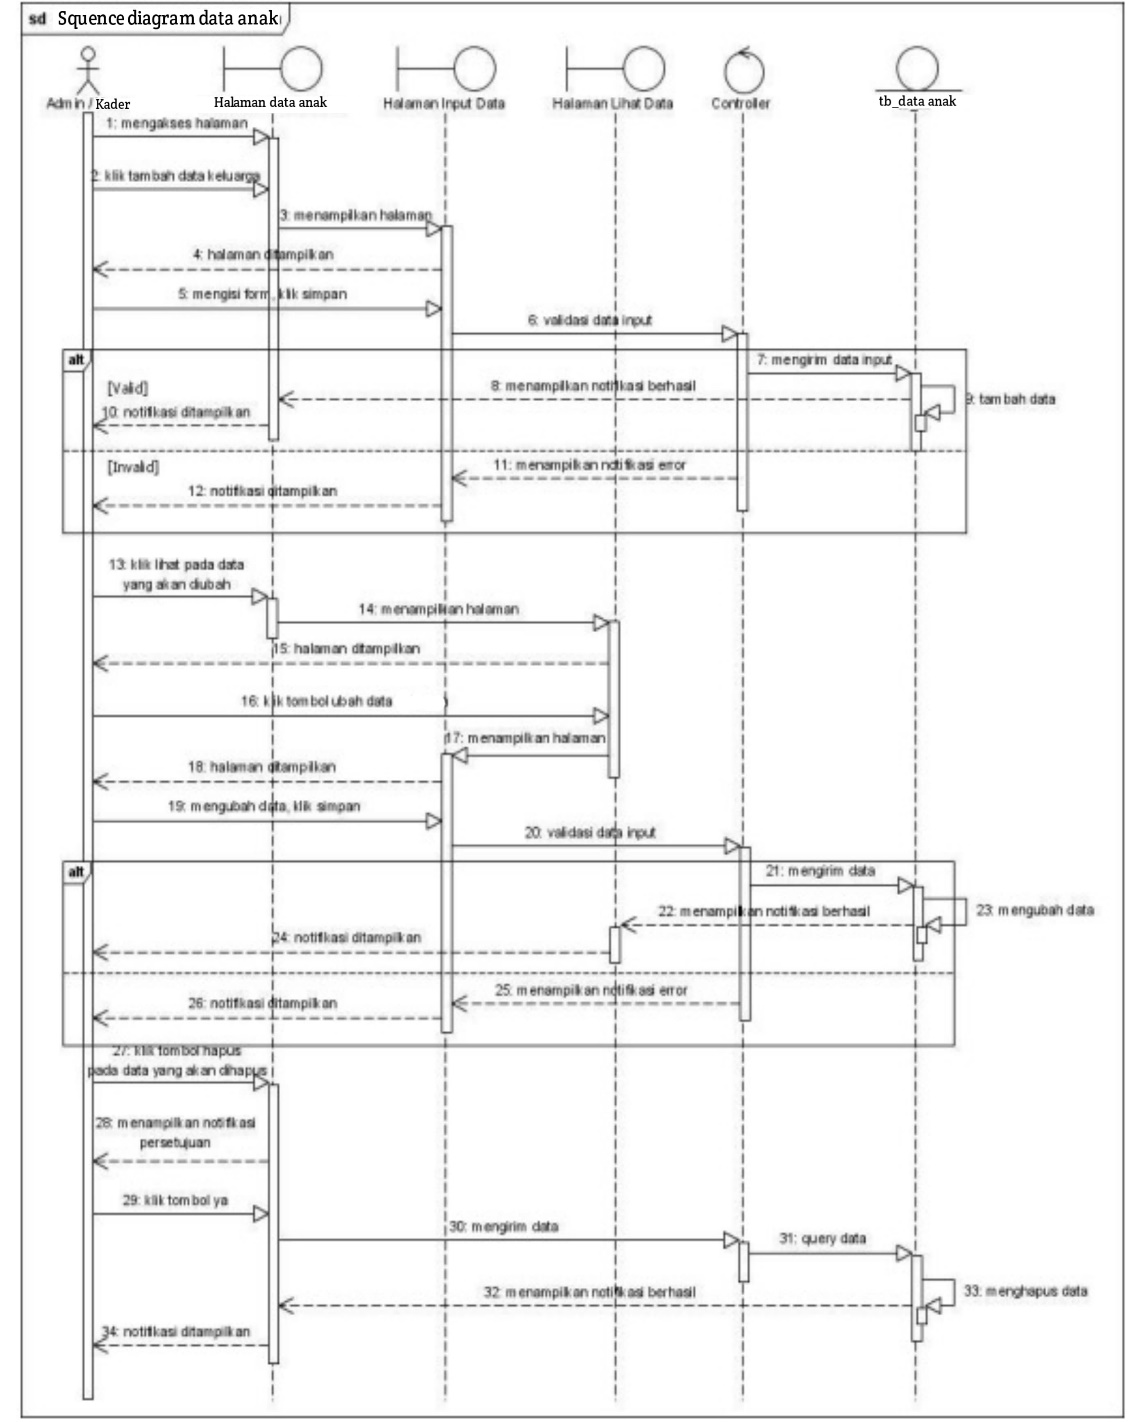 sd Squence diagram data anak
Admin / Kader
Halaman data anak
Halaman Input Data
Halaman Lihat Data
Controller
tb_data anak
1: mengakses halaman
2: klik tambah data keluarga
3: menampilkan halaman
4: halaman ditampilkan
5: mengisi form, klik simpan
6: validasi data input
alt
7: mengirim data input
[Valid]
8: menampilkan notifikasi berhasil
9: tambah data
10: notifikasi ditampilkan
[Invalid]
11: menampilkan notifikasi error
12: notifikasi ditampilkan
13: klik lihat pada data
yang akan diubah
14: menampilkan halaman
15: halaman ditampilkan
16: klik tombol ubah data
17: menampilkan halaman
18: halaman ditampilkan
19: mengubah data, klik simpan
20: validasi data input
alt
21: mengirim data
22: menampilkan notifikasi berhasil
23: mengubah data
24: notifikasi ditampilkan
25: menampilkan notifikasi error
26: notifikasi ditampilkan
27: klik tombol hapus
pada data yang akan dihapus
28: menampilkan notifikasi
persetujuan
29: klik tombol ya
30: mengirim data
31: query data
32: menampilkan notifikasi berhasil
33: menghapus data
34: notifikasi ditampilkan